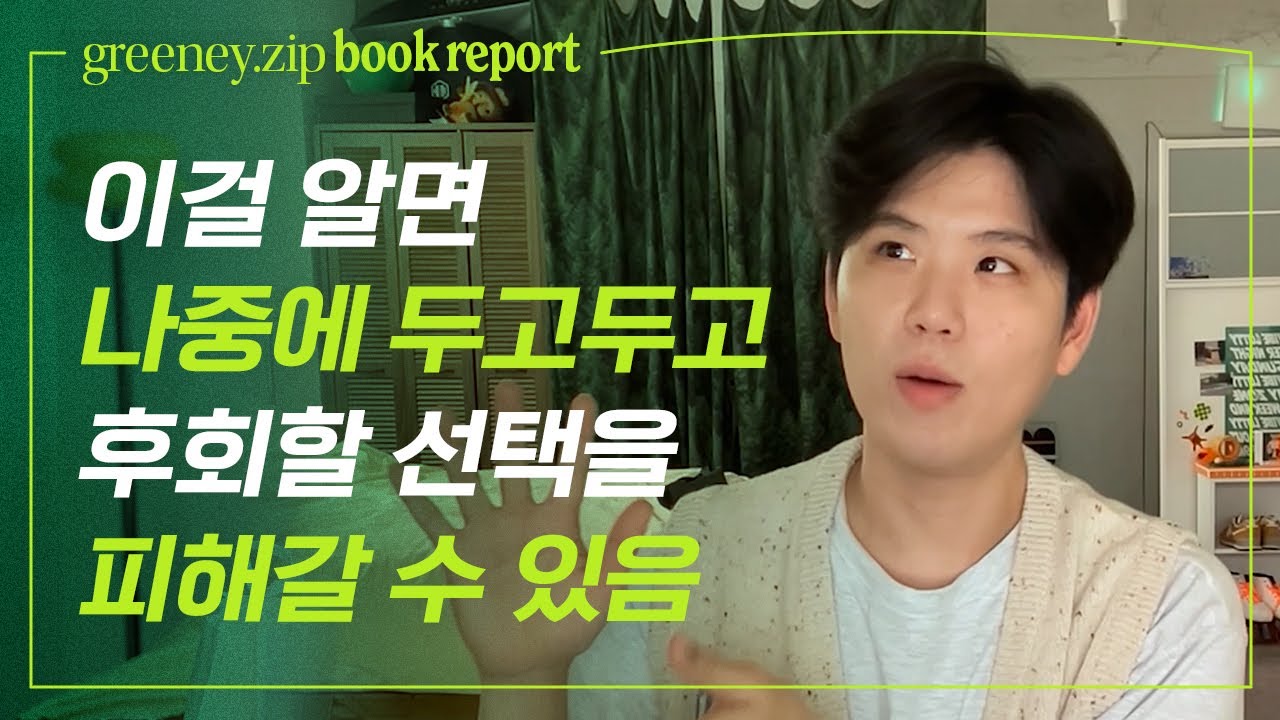 greeney.zip book report
이걸 알면
나중에 두고두고
후회할 선택을
피해갈 수 있음